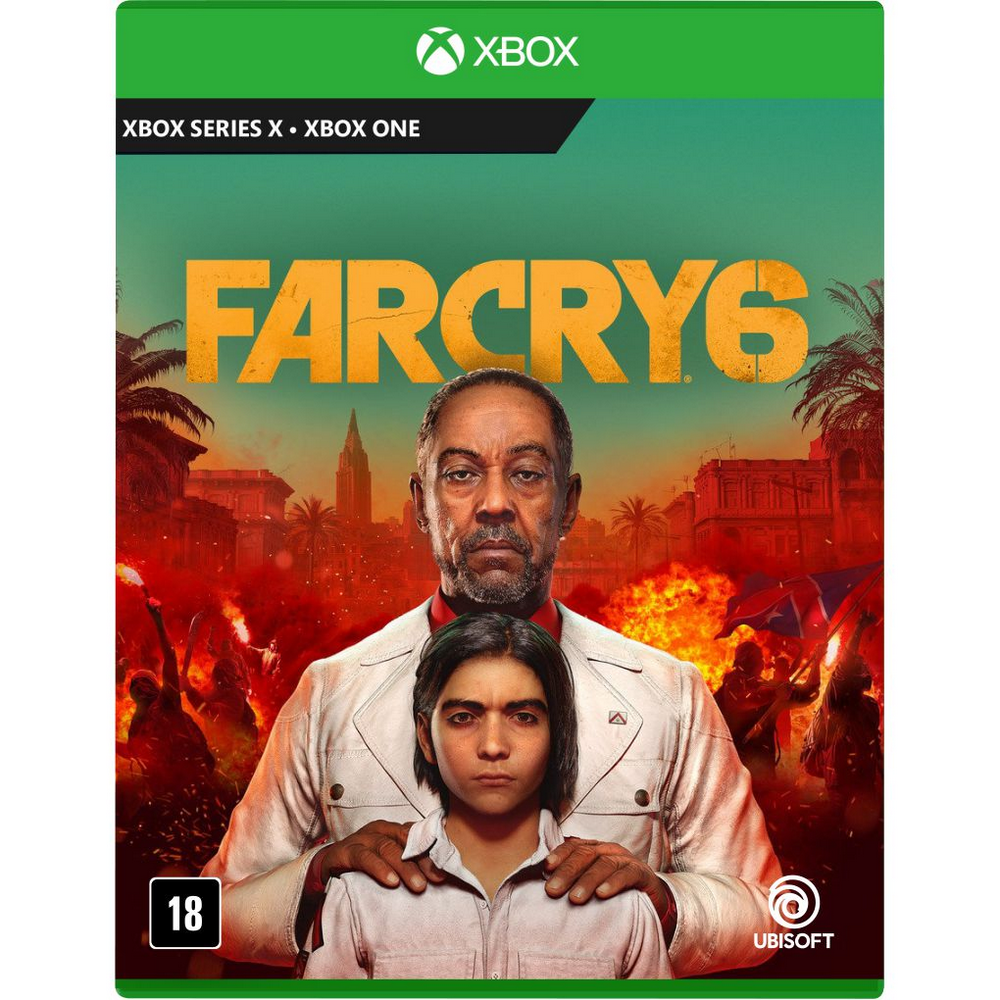 XBOX
XBOX SERIES X • XBOX ONE
FARCRY6®
18
UBISOFT